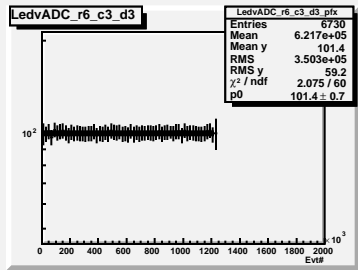 LedvADC_r6_c3_d3
LedvADC_r6_c3_d3_pfx
Entries 6730
Mean 6.217e+05
Mean y 101.4
RMS 3.503e+05
RMS y 59.2
χ² / ndf 2.075 / 60
p0 101.4 ± 0.7
10²
0 200 400 600 800 1000 1200 1400 1600 1800 2000
×10³
Evt#